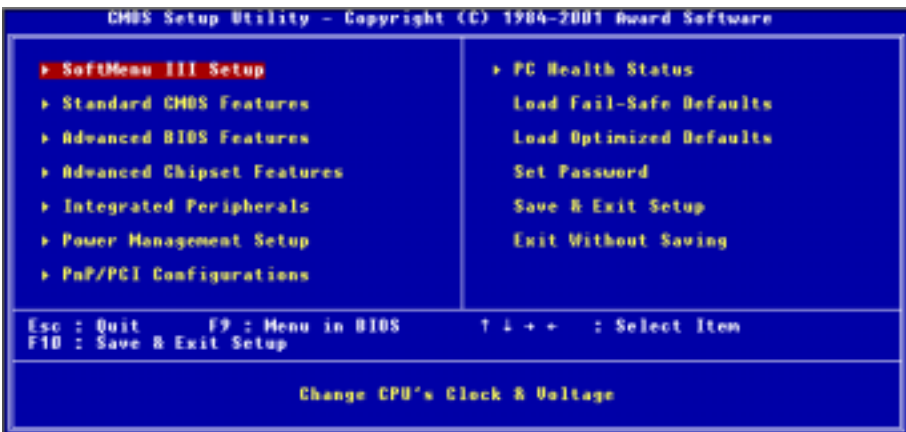 CMOS Setup Utility - Copyright (C) 1984-2001 Award Software
▸ SoftMenu III Setup
▸ Standard CMOS Features
▸ Advanced BIOS Features
▸ Advanced Chipset Features
▸ Integrated Peripherals
▸ Power Management Setup
▸ PnP/PCI Configurations
▸ PC Health Status
Load Fail-Safe Defaults
Load Optimized Defaults
Set Password
Save & Exit Setup
Exit Without Saving
Esc : Quit F9 : Menu in BIOS ↑ ↓ → ← : Select Item
F10 : Save & Exit Setup
Change CPU's Clock & Voltage